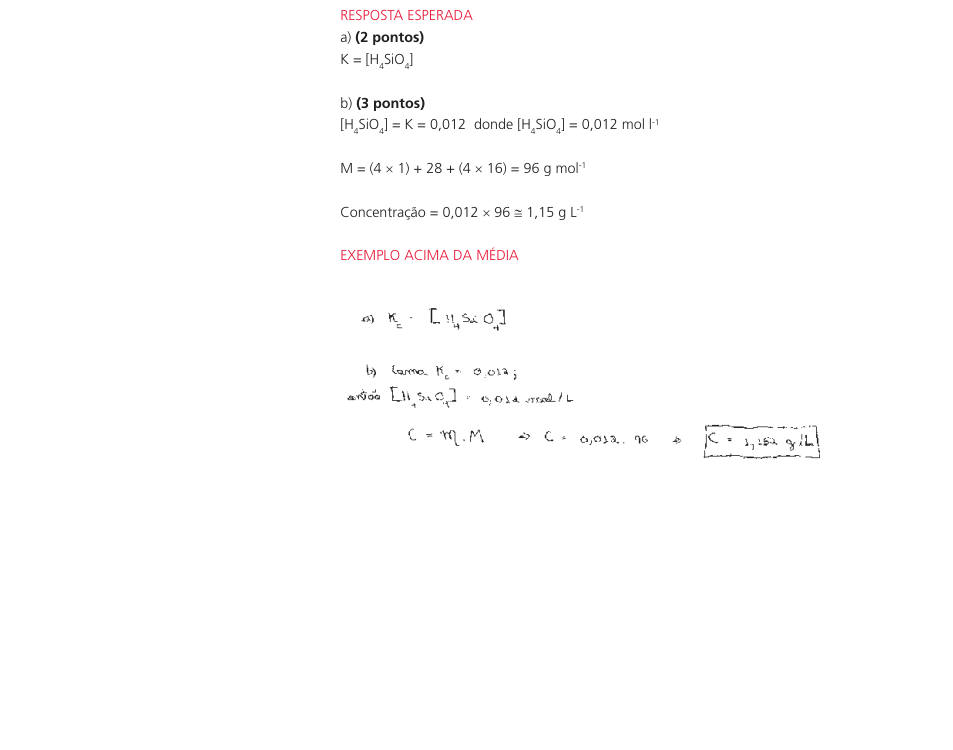 RESPOSTA ESPERADA
a) (2 pontos)
K = [H₄SiO₄]
b) (3 pontos)
[H₄SiO₄] = K = 0,012 donde [H₄SiO₄] = 0,012 mol l⁻¹
M = (4 × 1) + 28 + (4 × 16) = 96 g mol⁻¹
Concentração = 0,012 × 96 ≅ 1,15 g L⁻¹
EXEMPLO ACIMA DA MÉDIA
a) K꜀ = [H₄SiO₄]
b) Como K꜀ = 0,012;
então [H₄SiO₄] = 0,012 mol/L
C = M.M ⇒ C = 0,012. 96 ⇒ C = 1,152 g/L